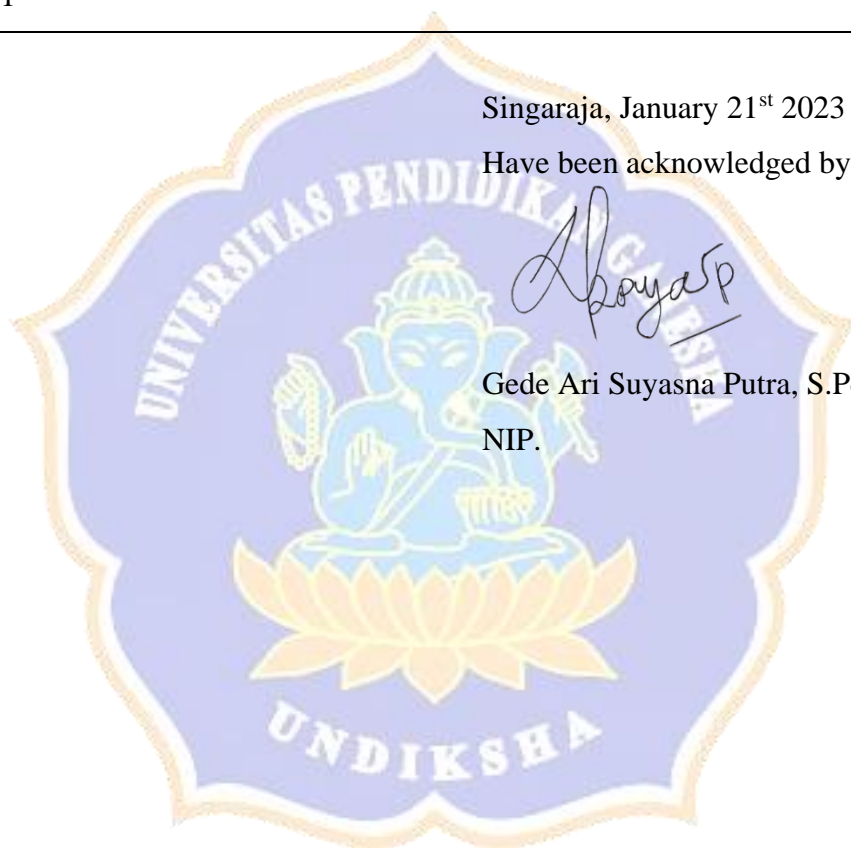 Singaraja, January 21st 2023
Have been acknowledged by
Gede Ari Suyasna Putra, S.P
NIP.
UNIVERSITAS PENDIDIKAN GANESHA
UNDIKSHA